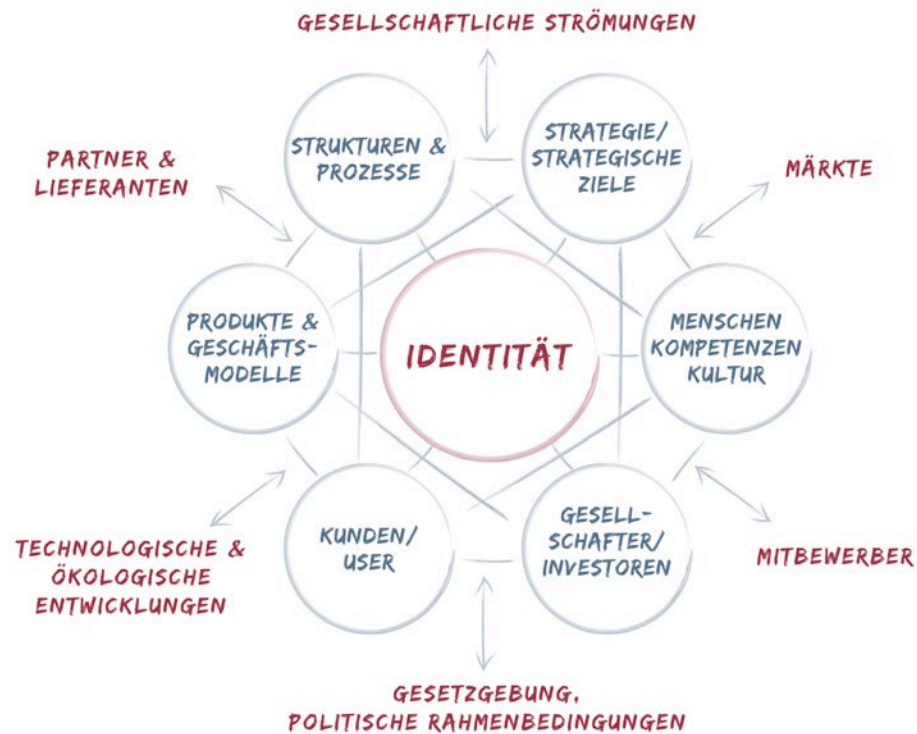 GESELLSCHAFTLICHE STRÖMUNGEN
STRUKTUREN &
PROZESSE
STRATEGIE/
STRATEGISCHE
ZIELE
PARTNER &
LIEFERANTEN
MÄRKTE
PRODUKTE &
GESCHÄFTS-
MODELLE
IDENTITÄT
MENSCHEN
KOMPETENZEN
KULTUR
KUNDEN/
USER
GESELL-
SCHAFTER/
INVESTOREN
TECHNOLOGISCHE &
ÖKOLOGISCHE
ENTWICKLUNGEN
MITBEWERBER
GESETZGEBUNG,
POLITISCHE RAHMENBEDINGUNGEN